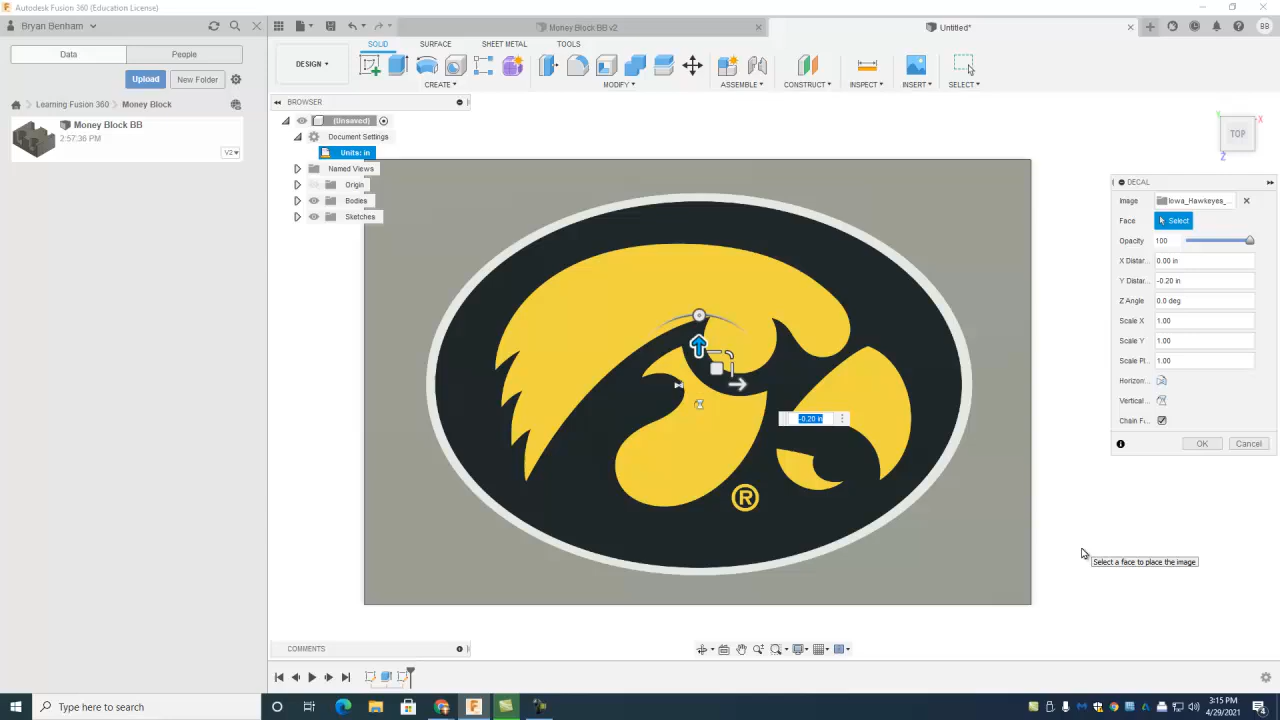 Autodesk Fusion 360 (Education License)
Bryan Benham
Money Block BB v2
Untitled*
BB
Data
People
Upload
New Folder
Learning Fusion 360
Money Block
Money Block BB
2:57:36 PM
V2
DESIGN
SOLID
SURFACE
SHEET METAL
TOOLS
CREATE
MODIFY
ASSEMBLE
CONSTRUCT
INSPECT
INSERT
SELECT
BROWSER
(Unsaved)
Document Settings
Units: in
Named Views
Origin
Bodies
Sketches
TOP
Y
X
Z
DECAL
Image
Iowa_Hawkeyes_...
Face
Select
Opacity
100
X Distar...
0.00 in
Y Distar...
-0.20 in
Z Angle
0.0 deg
Scale X
1.00
Scale Y
1.00
Scale Pl...
1.00
Horizon...
Vertical ...
Chain F...
OK
Cancel
-0.20 in
®
Select a face to place the image
COMMENTS
Type here to search
3:15 PM
4/29/2021
4